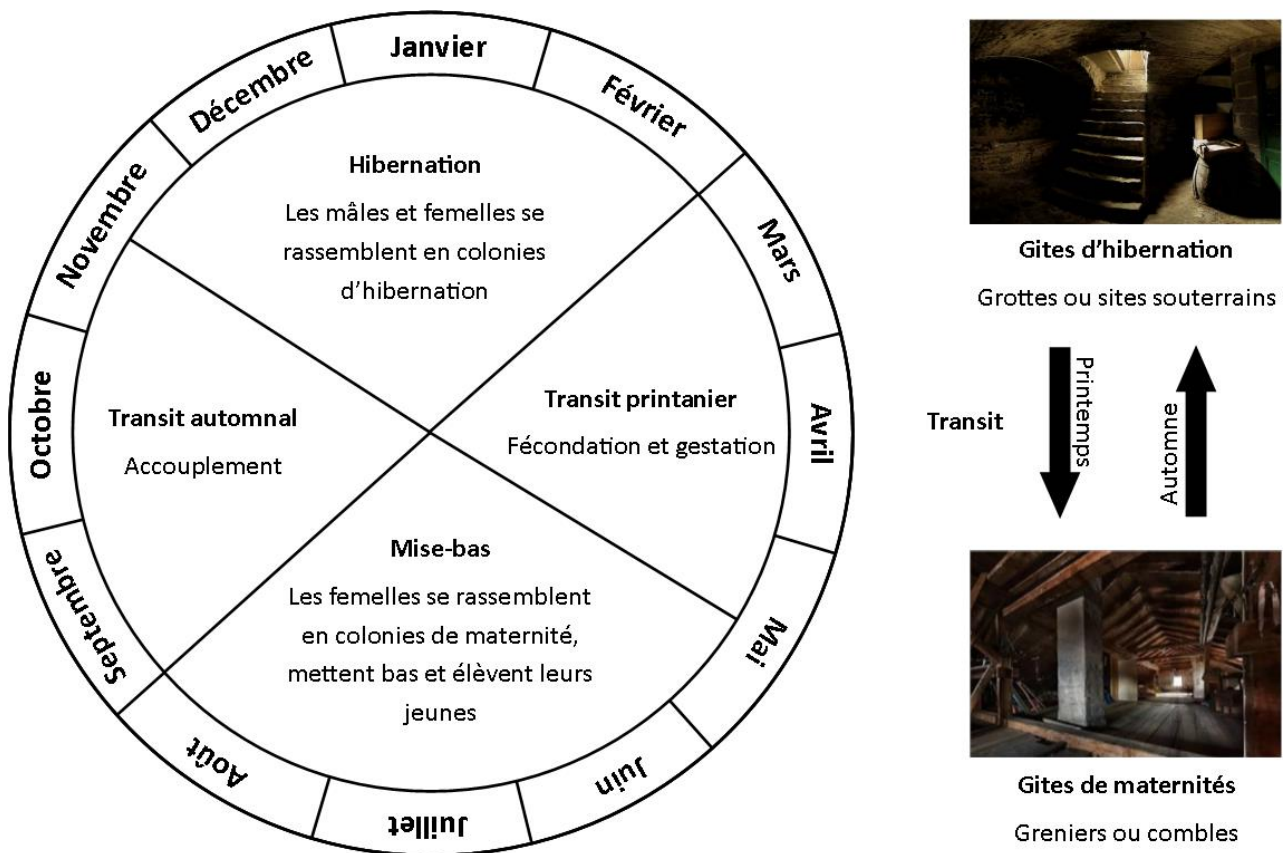 Janvier
Février
Mars
Avril
Mai
Juin
Juillet
Août
Septembre
Octobre
Novembre
Décembre
Hibernation
Les mâles et femelles se
rassemblent en colonies
d’hibernation
Transit printanier
Fécondation et gestation
Mise-bas
Les femelles se rassemblent
en colonies de maternité,
mettent bas et élèvent leurs
jeunes
Transit automnal
Accouplement
Gites d’hibernation
Grottes ou sites souterrains
Transit
Printemps
Automne
Gites de maternités
Greniers ou combles